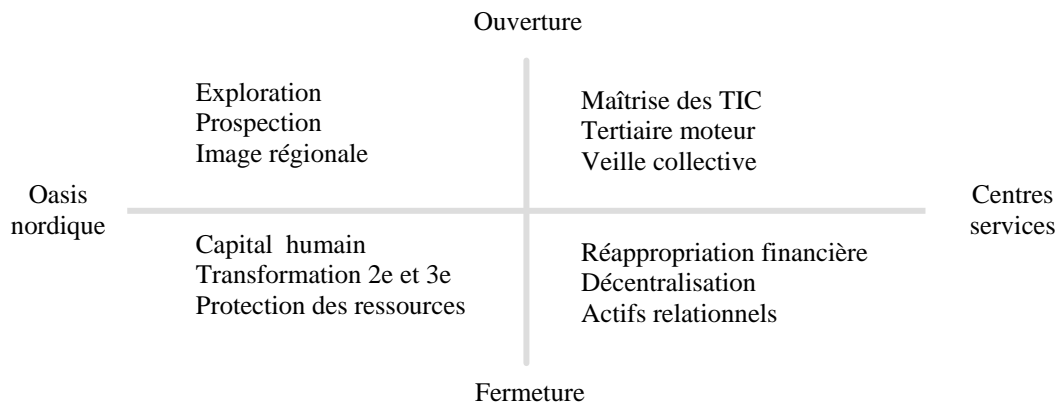 Ouverture
Exploration
Prospection
Image régionale
Maîtrise des TIC
Tertiaire moteur
Veille collective
Oasis
nordique
Centres
services
Capital humain
Transformation 2e et 3e
Protection des ressources
Réappropriation financière
Décentralisation
Actifs relationnels
Fermeture